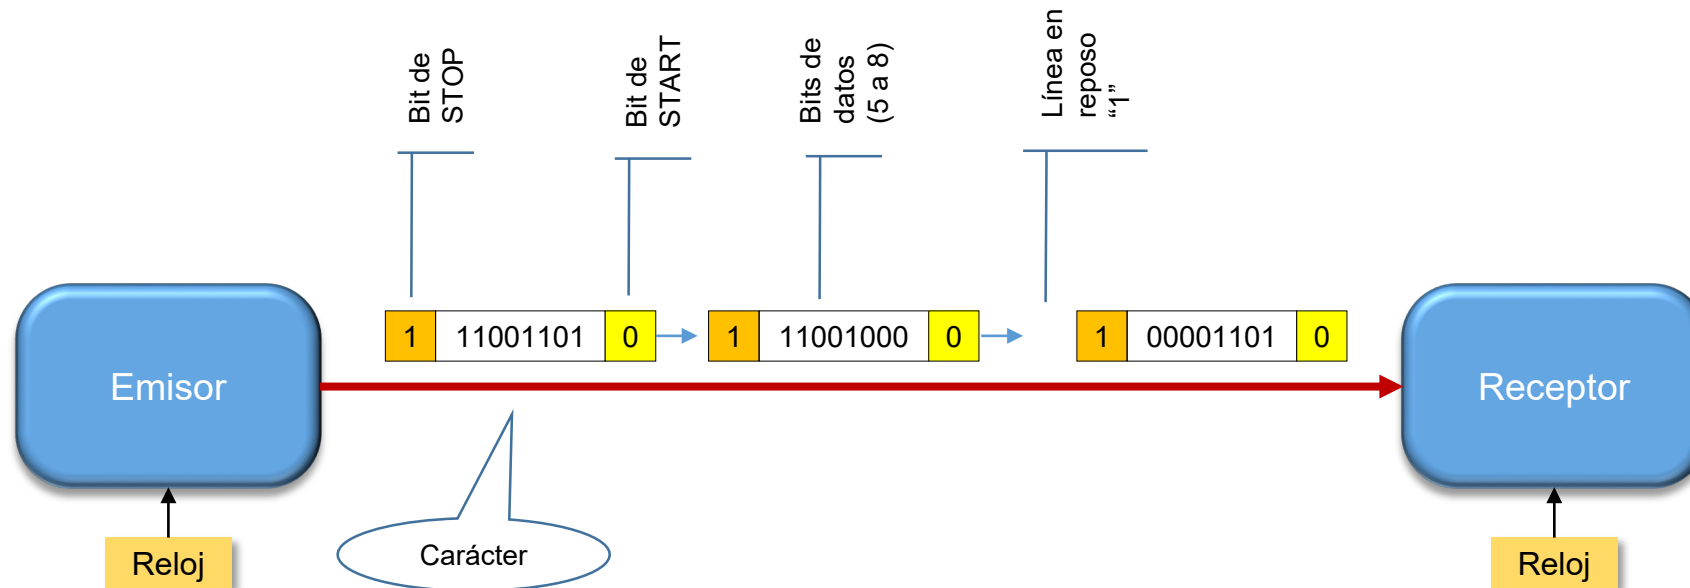 Bit de
STOP
Bit de
START
Bits de
datos
(5 a 8)
Línea en
reposo
“1”
1 11001101 0
1 11001000 0
1 00001101 0
Emisor
Receptor
Carácter
Reloj
Reloj